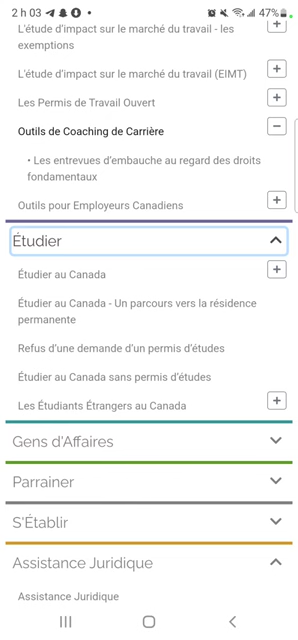 2 h 03
47%
L'étude d'impact sur le marché du travail - les
exemptions
L'étude d'impact sur le marché du travail (EIMT)
Les Permis de Travail Ouvert
Outils de Coaching de Carrière
• Les entrevues d'embauche au regard des droits
fondamentaux
Outils pour Employeurs Canadiens
Étudier
Étudier au Canada
Étudier au Canada - Un parcours vers la résidence
permanente
Refus d'une demande d'un permis d'études
Étudier au Canada sans permis d'études
Les Étudiants Étrangers au Canada
Gens d'Affaires
Parrainer
S'Établir
Assistance Juridique
Assistance Juridique